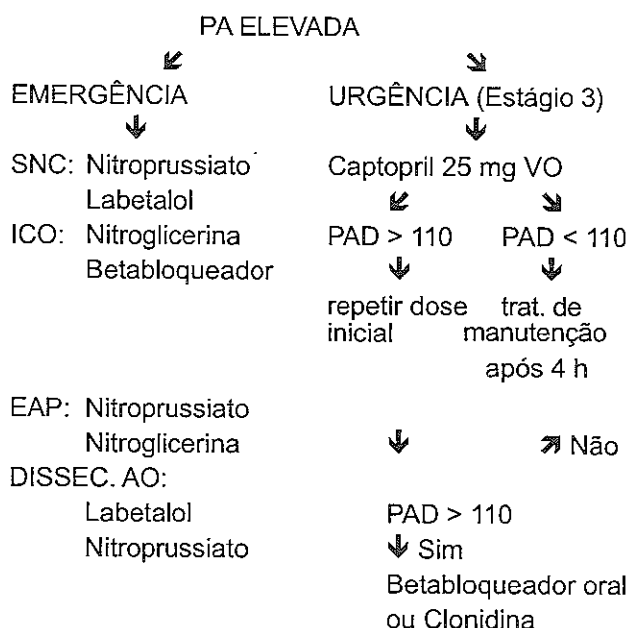 PA ELEVADA
EMERGÊNCIA URGÊNCIA (Estágio 3)
SNC: Nitroprussiato Captopril 25 mg VO
Labetalol
ICO: Nitroglicerina PAD > 110 PAD < 110
Betabloqueador
repetir dose trat. de
inicial manutenção
após 4 h
EAP: Nitroprussiato
Nitroglicerina Não
DISSEC. AO:
Labetalol PAD > 110
Nitroprussiato Sim
Betabloqueador oral
ou Clonidina